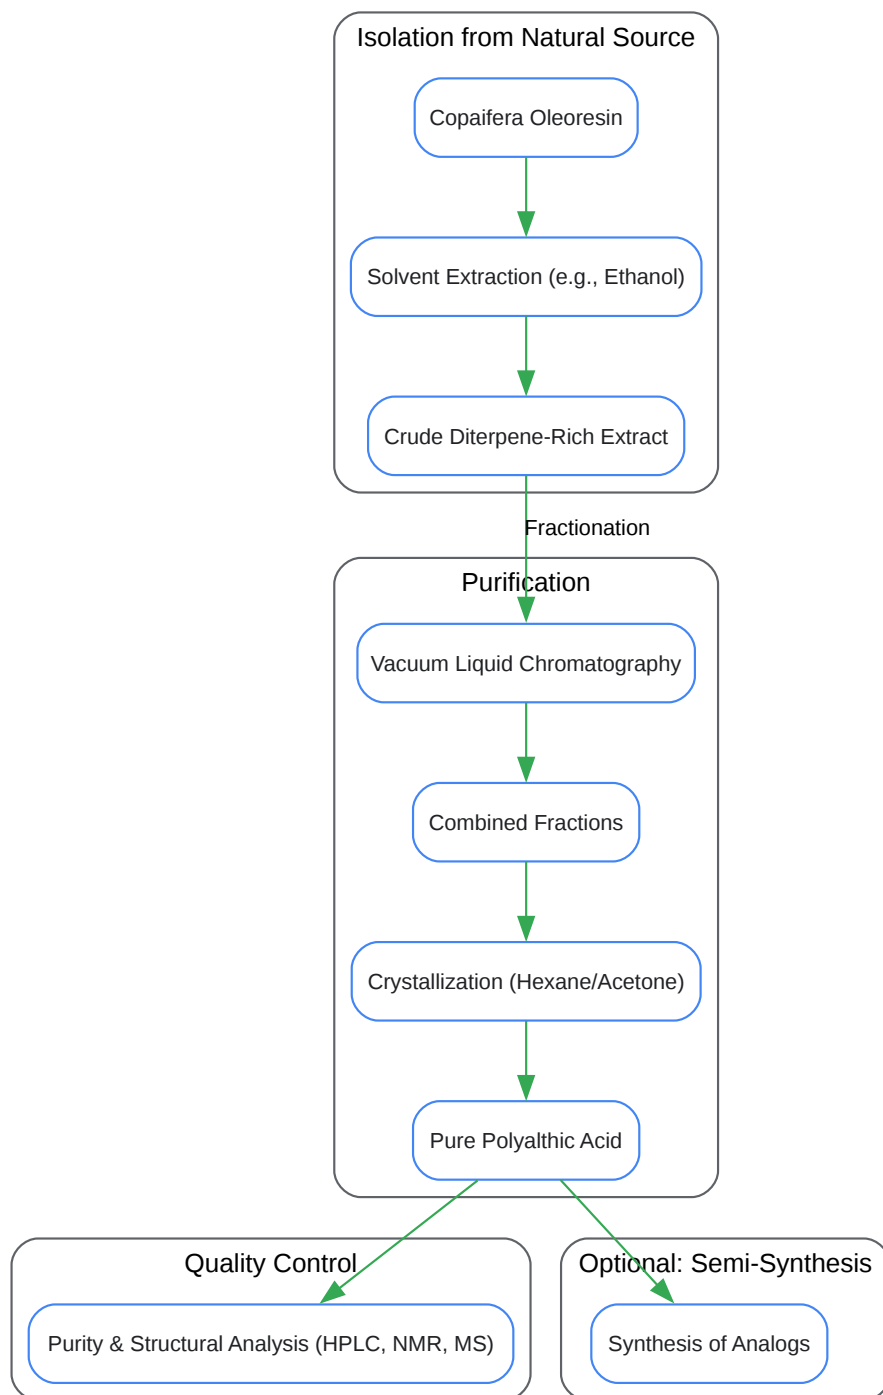 Isolation from Natural Source
Copaifera Oleoresin
Solvent Extraction (e.g., Ethanol)
Crude Diterpene-Rich Extract
Fractionation
Purification
Vacuum Liquid Chromatography
Combined Fractions
Crystallization (Hexane/Acetone)
Pure Polyalthic Acid
Quality Control
Purity & Structural Analysis (HPLC, NMR, MS)
Optional: Semi-Synthesis
Synthesis of Analogs